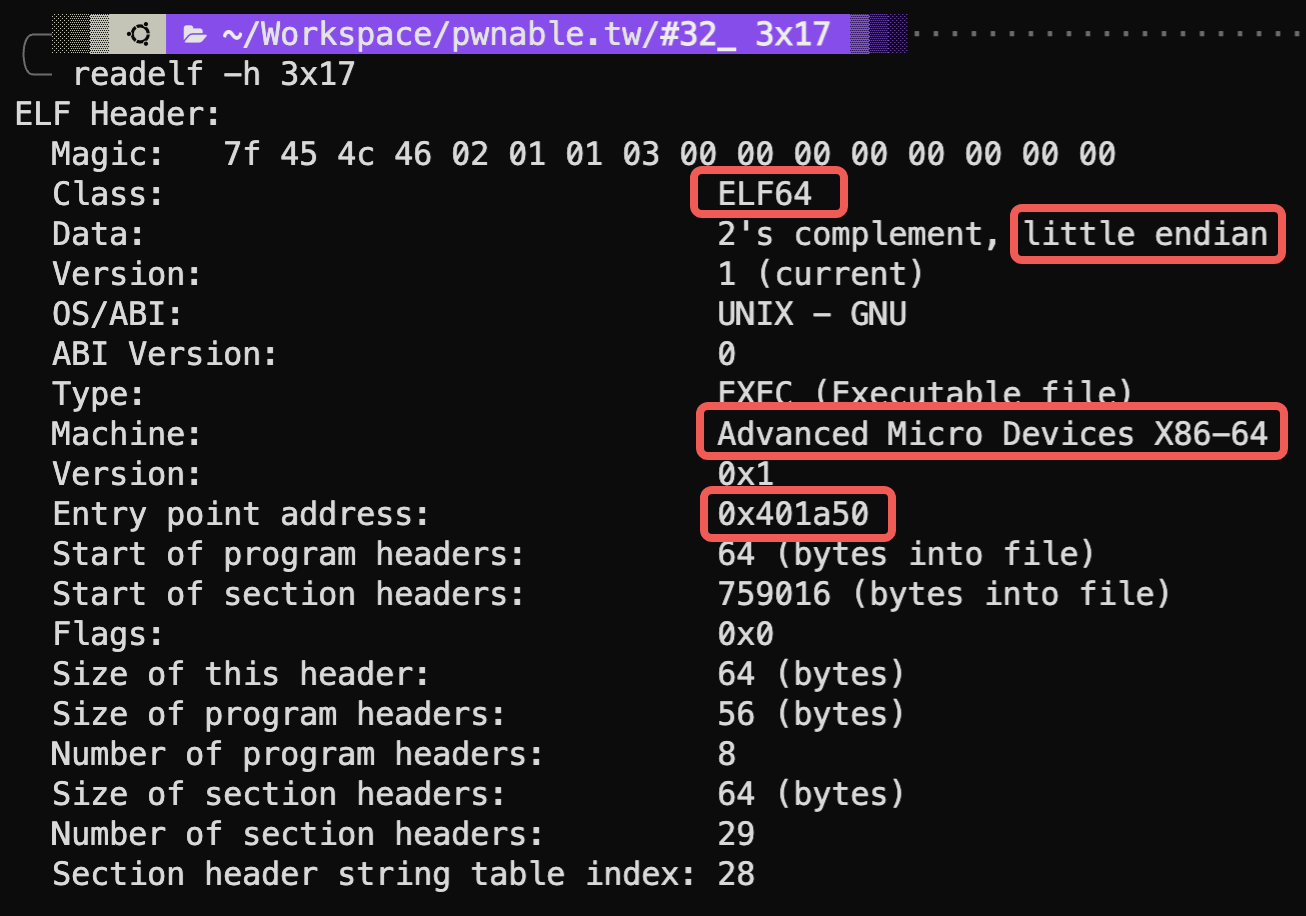 ~/Workspace/pwnable.tw/#32_ 3x17
readelf -h 3x17
ELF Header:
  Magic:   7f 45 4c 46 02 01 01 03 00 00 00 00 00 00 00 00
  Class:                             ELF64
  Data:                              2's complement, little endian
  Version:                           1 (current)
  OS/ABI:                            UNIX - GNU
  ABI Version:                       0
  Type:                              EXEC (Executable file)
  Machine:                           Advanced Micro Devices X86-64
  Version:                           0x1
  Entry point address:               0x401a50
  Start of program headers:          64 (bytes into file)
  Start of section headers:          759016 (bytes into file)
  Flags:                             0x0
  Size of this header:               64 (bytes)
  Size of program headers:           56 (bytes)
  Number of program headers:         8
  Size of section headers:           64 (bytes)
  Number of section headers:         29
  Section header string table index: 28